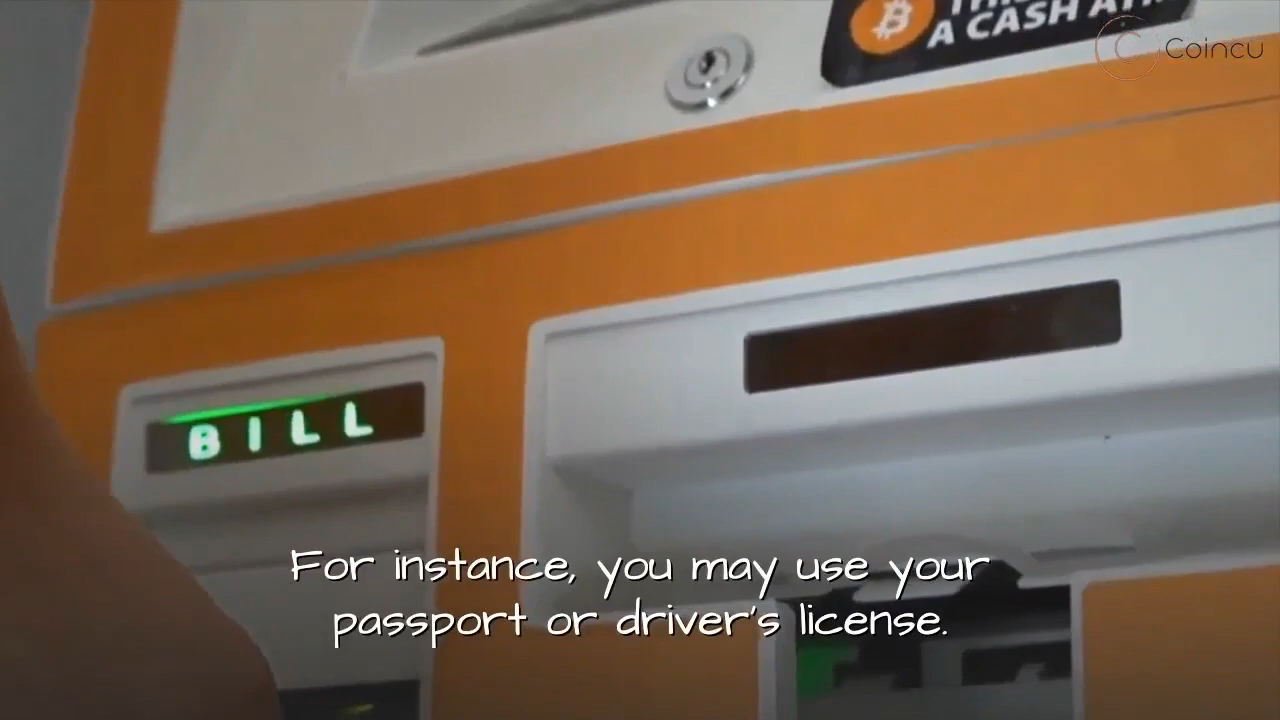 A CASH
Coincu
BILL
For instance, you may use your
passport or driver's license.